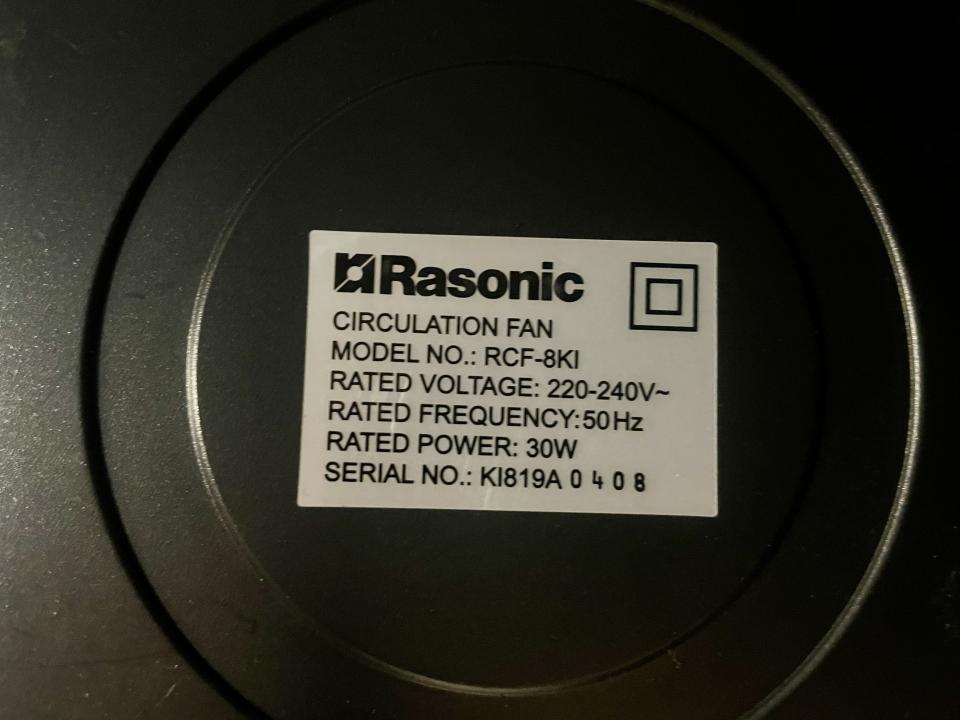 Rasonic
CIRCULATION FAN
MODEL NO.: RCF-8KI
RATED VOLTAGE: 220-240V~
RATED FREQUENCY:50Hz
RATED POWER: 30W
SERIAL NO.: KI819A 0408